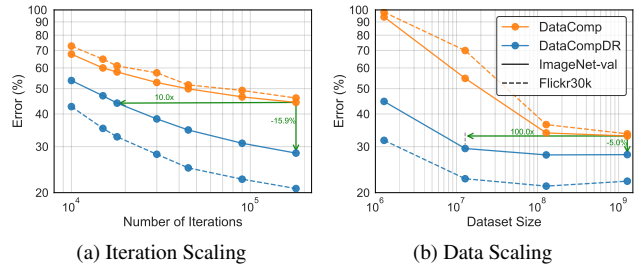 100
90
80
70
60
50
40
30
20
Error (%)
10.0x
-15.9%
10⁴
10⁵
Number of Iterations
(a) Iteration Scaling
100
90
80
70
60
50
40
30
20
Error (%)
DataComp
DataCompDR
ImageNet-val
Flickr30k
100.0x
-5.0%
10⁶
10⁷
10⁸
10⁹
Dataset Size
(b) Data Scaling